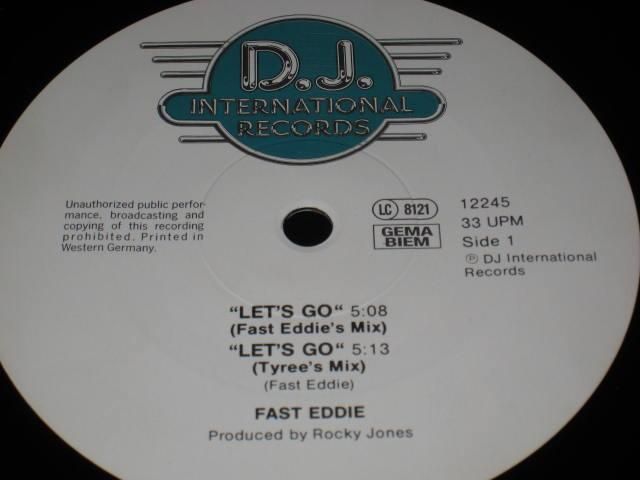 D.J.
INTERNATIONAL
RECORDS
Unauthorized public perfor-
mance, broadcasting and
copying of this recording
prohibited. Printed in
Western Germany.
LC 8121
GEMA
BIEM
12245
33 UPM
Side 1
℗ DJ International
Records
"LET'S GO" 5:08
(Fast Eddie's Mix)
"LET'S GO" 5:13
(Tyree's Mix)
(Fast Eddie)
FAST EDDIE
Produced by Rocky Jones